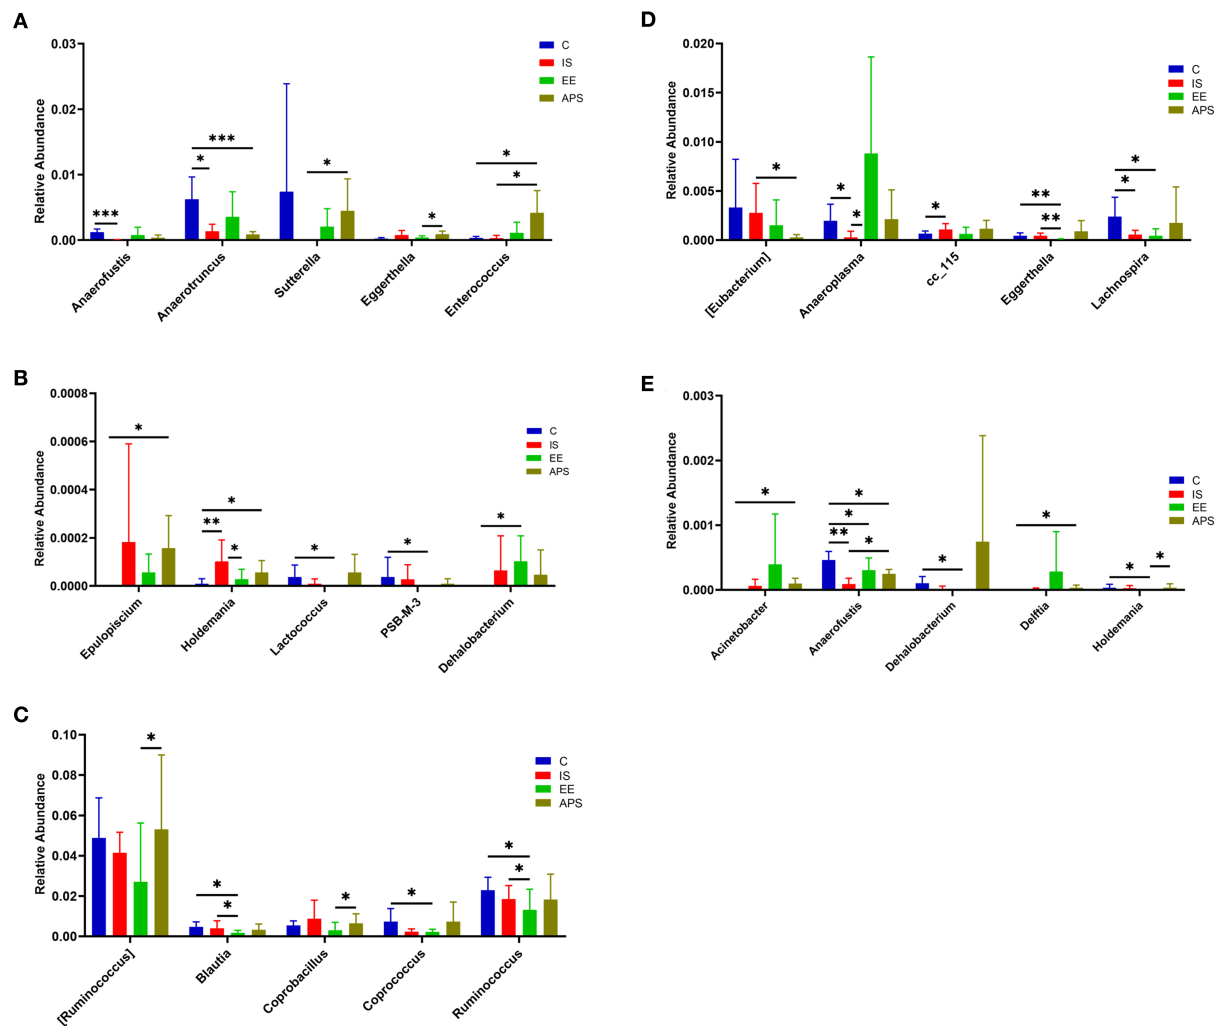 A
0.03
0.02
0.01
0.00
Relative Abundance
C
IS
EE
APS
***
*
***
*
*
*
*
Anaerofustis
Anaerotruncus
Sutterella
Eggerthella
Enterococcus
B
0.0008
0.0006
0.0004
0.0002
0.0000
Relative Abundance
C
IS
EE
APS
*
*
**
*
*
*
*
Epulopiscium
Holdemania
Lactococcus
PSB-M-3
Dehalobacterium
C
0.10
0.08
0.06
0.04
0.02
0.00
Relative Abundance
C
IS
EE
APS
*
*
*
*
*
*
*
[Ruminococcus]
Blautia
Coprobacillus
Coprococcus
Ruminococcus
D
0.020
0.015
0.010
0.005
0.000
Relative Abundance
C
IS
EE
APS
*
*
*
*
**
**
*
*
[Eubacterium]
Anaeroplasma
cc_115
Eggerthella
Lachnospira
E
0.003
0.002
0.001
0.000
Relative Abundance
C
IS
EE
APS
*
*
*
**
*
*
*
*
*
Acinetobacter
Anaerofustis
Dehalobacterium
Delftia
Holdemania